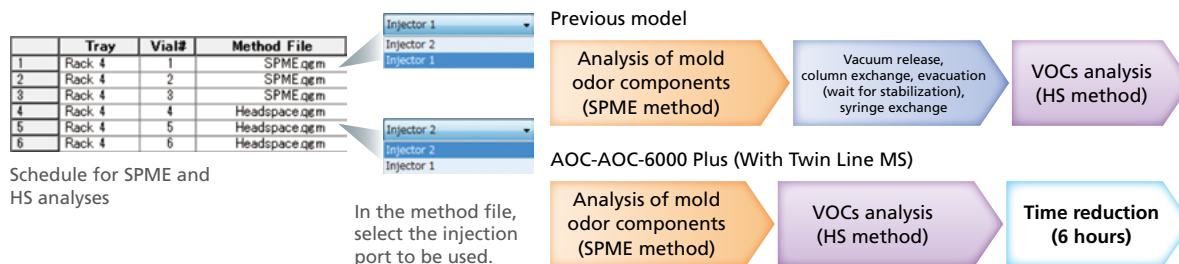 Tray Vial# Method File
1 Rack 4 1 SPME.qgm
2 Rack 4 2 SPME.qgm
3 Rack 4 3 SPME.qgm
4 Rack 4 4 Headspace.qgm
5 Rack 4 5 Headspace.qgm
6 Rack 4 6 Headspace.qgm
Schedule for SPME and
HS analyses
Injector 1
Injector 2
Injector 1
Injector 2
Injector 2
Injector 1
In the method file,
select the injection
port to be used.
Previous model
Analysis of mold
odor components
(SPME method)
Vacuum release,
column exchange, evacuation
(wait for stabilization),
syringe exchange
VOCs analysis
(HS method)
AOC-AOC-6000 Plus (With Twin Line MS)
Analysis of mold
odor components
(SPME method)
VOCs analysis
(HS method)
Time reduction
(6 hours)